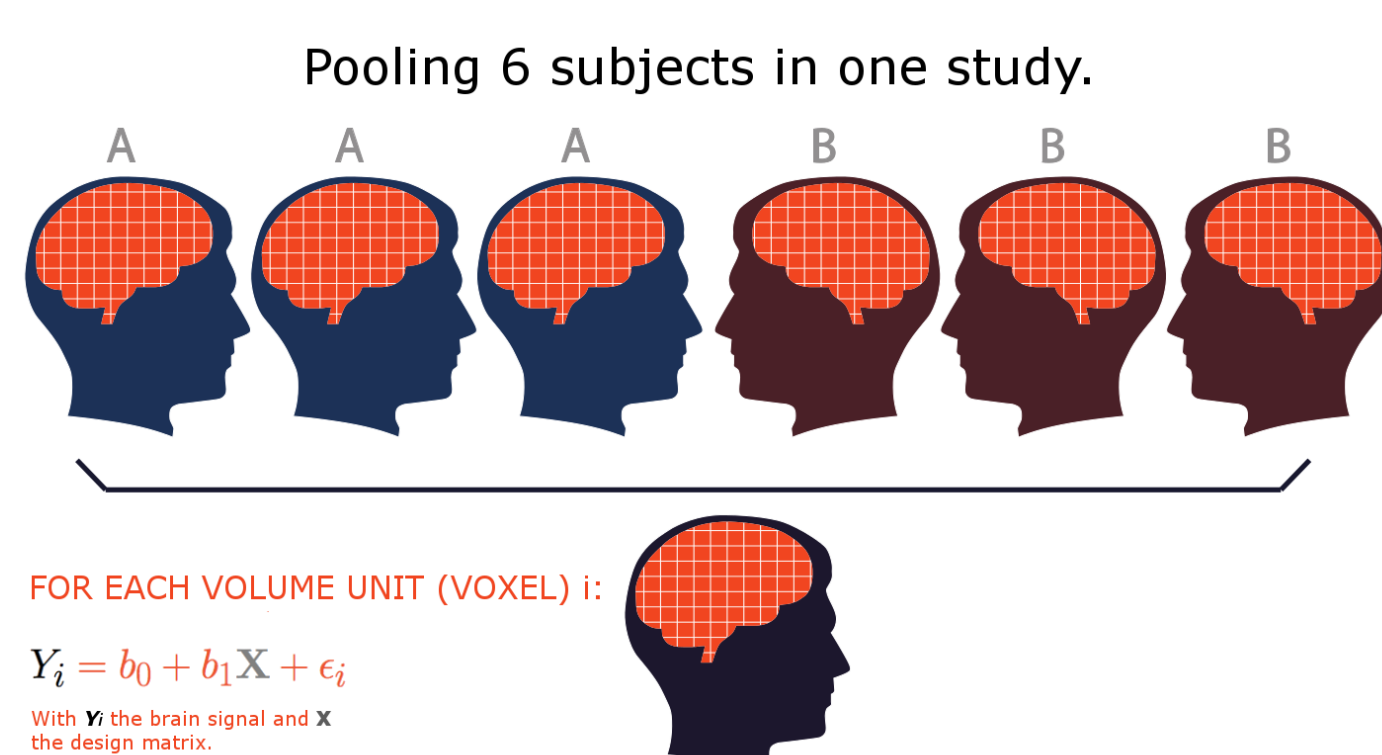 Pooling 6 subjects in one study.
A A A B B B
FOR EACH VOLUME UNIT (VOXEL) i:
Yᵢ = b₀ + b₁X + ϵᵢ
With Yi the brain signal and X
the design matrix.